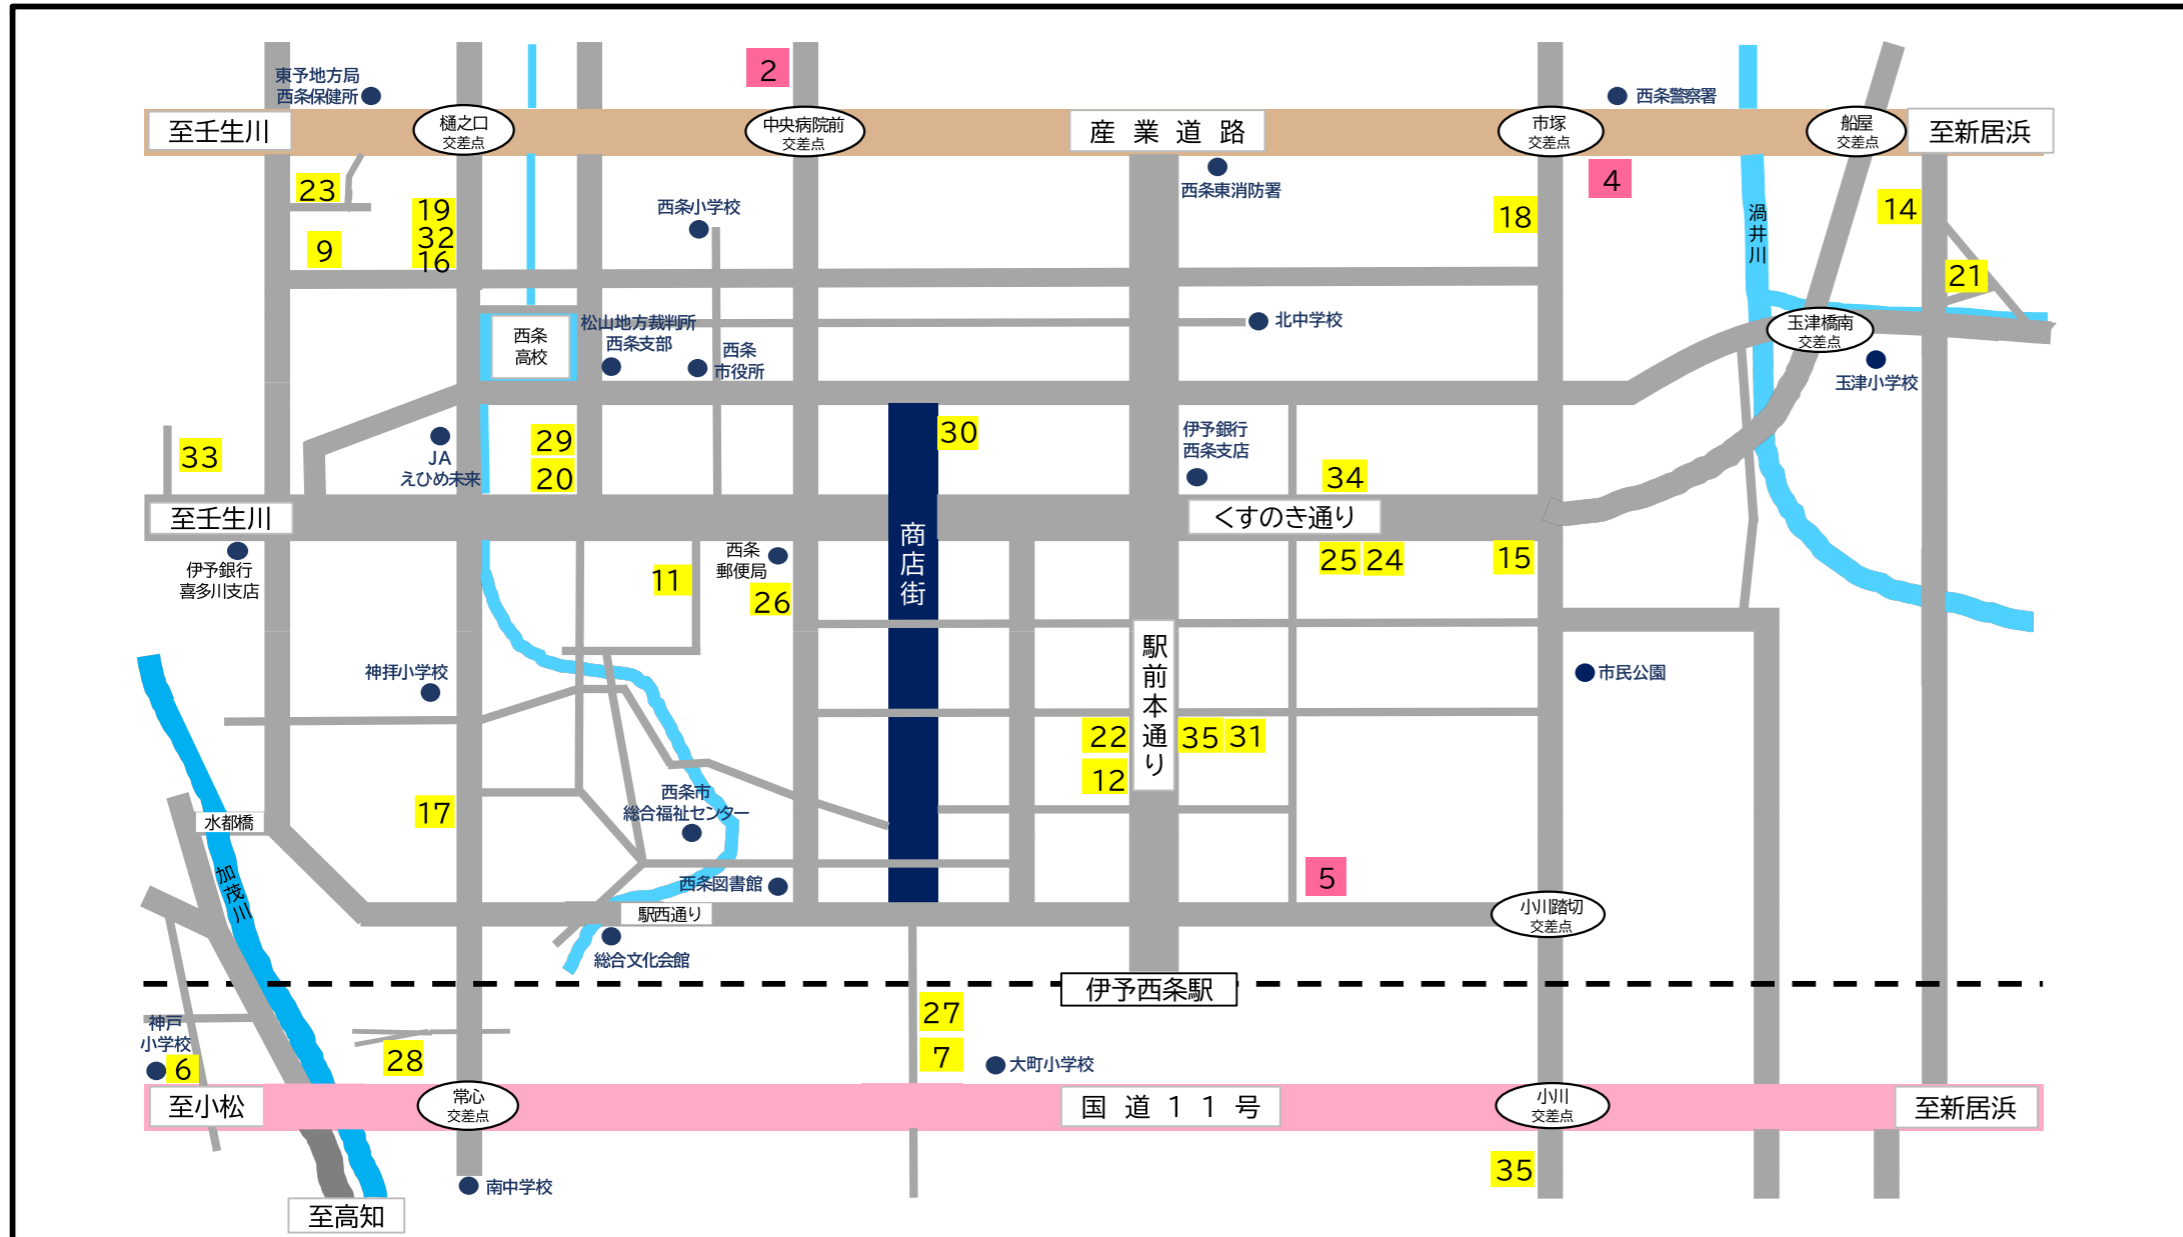 2
東予地方局
西条保健所
至壬生川
樋之口
交差点
中央病院前
交差点
産業道路
市塚
交差点
西条警察署
船屋
交差点
至新居浜
23
9
19
32
16
西条小学校
西条東消防署
18
4
渦井川
14
21
西条
高校
松山地方裁判所
西条支部
西条
市役所
北中学校
玉津橋南
交差点
玉津小学校
33
JA
えひめ未来
29
20
30
伊予銀行
西条支店
34
至壬生川
商店街
くすのき通り
伊予銀行
喜多川支店
11
西条
郵便局
26
25
24
15
神拝小学校
駅前本通り
市民公園
22
35
31
12
水都橋
17
西条市
総合福祉センター
加茂川
西条図書館
5
駅西通り
小川踏切
交差点
総合文化会館
伊予西条駅
神戸
小学校
6
28
27
7
大町小学校
至小松
常心
交差点
国道11号
小川
交差点
至新居浜
南中学校
35
至高知